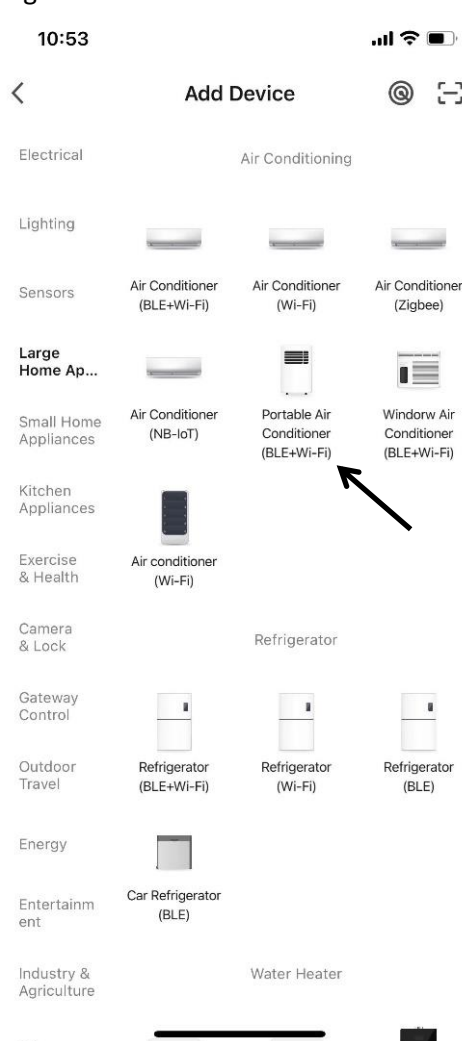 10:53
Add Device
Electrical
Air Conditioning
Lighting
Sensors
Air Conditioner
(BLE+Wi-Fi)
Air Conditioner
(Wi-Fi)
Air Conditioner
(Zigbee)
Large
Home Ap...
Small Home
Appliances
Air Conditioner
(NB-IoT)
Portable Air
Conditioner
(BLE+Wi-Fi)
Windorw Air
Conditioner
(BLE+Wi-Fi)
Kitchen
Appliances
Exercise
& Health
Air conditioner
(Wi-Fi)
Camera
& Lock
Refrigerator
Gateway
Control
Outdoor
Travel
Refrigerator
(BLE+Wi-Fi)
Refrigerator
(Wi-Fi)
Refrigerator
(BLE)
Energy
Entertainm
ent
Car Refrigerator
(BLE)
Industry &
Agriculture
Water Heater